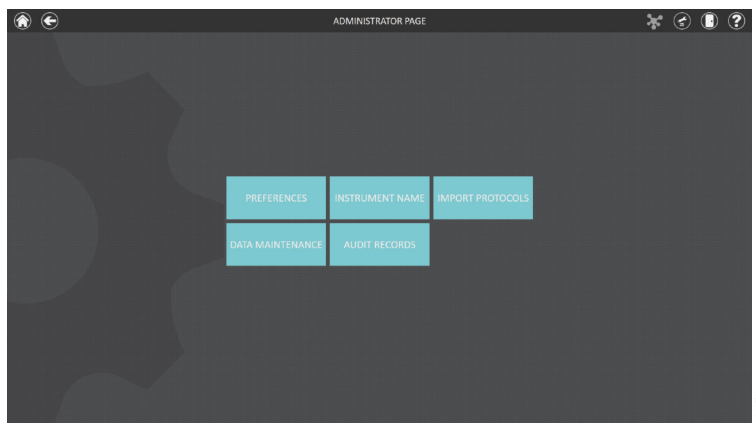 ADMINISTRATOR PAGE
?
PREFERENCES
INSTRUMENT NAME
IMPORT PROTOCOLS
DATA MAINTENANCE
AUDIT RECORDS